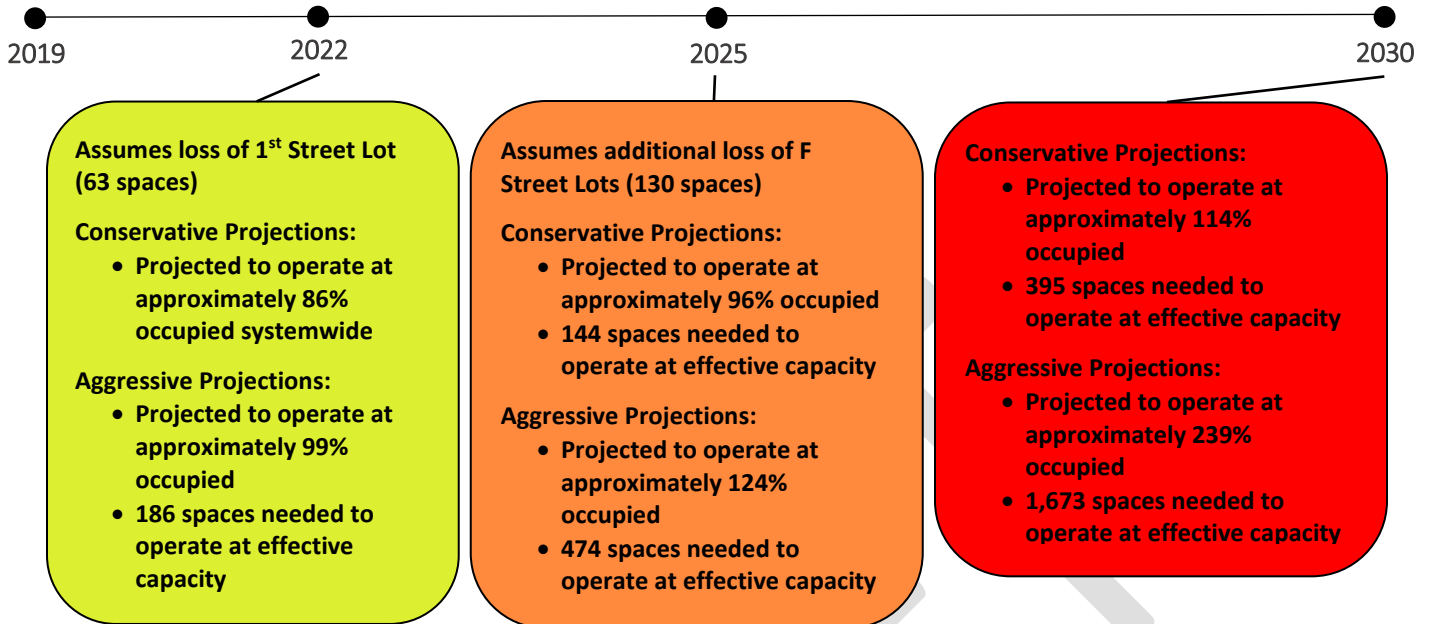 2019
2022
2025
2030
Assumes loss of 1st Street Lot
(63 spaces)
Conservative Projections:
• Projected to operate at
approximately 86%
occupied systemwide
Aggressive Projections:
• Projected to operate at
approximately 99%
occupied
• 186 spaces needed to
operate at effective
capacity
Assumes additional loss of F
Street Lots (130 spaces)
Conservative Projections:
• Projected to operate at
approximately 96% occupied
• 144 spaces needed to
operate at effective capacity
Aggressive Projections:
• Projected to operate at
approximately 124%
occupied
• 474 spaces needed to
operate at effective capacity
Conservative Projections:
• Projected to operate at
approximately 114%
occupied
• 395 spaces needed to
operate at effective capacity
Aggressive Projections:
• Projected to operate at
approximately 239%
occupied
• 1,673 spaces needed to
operate at effective capacity